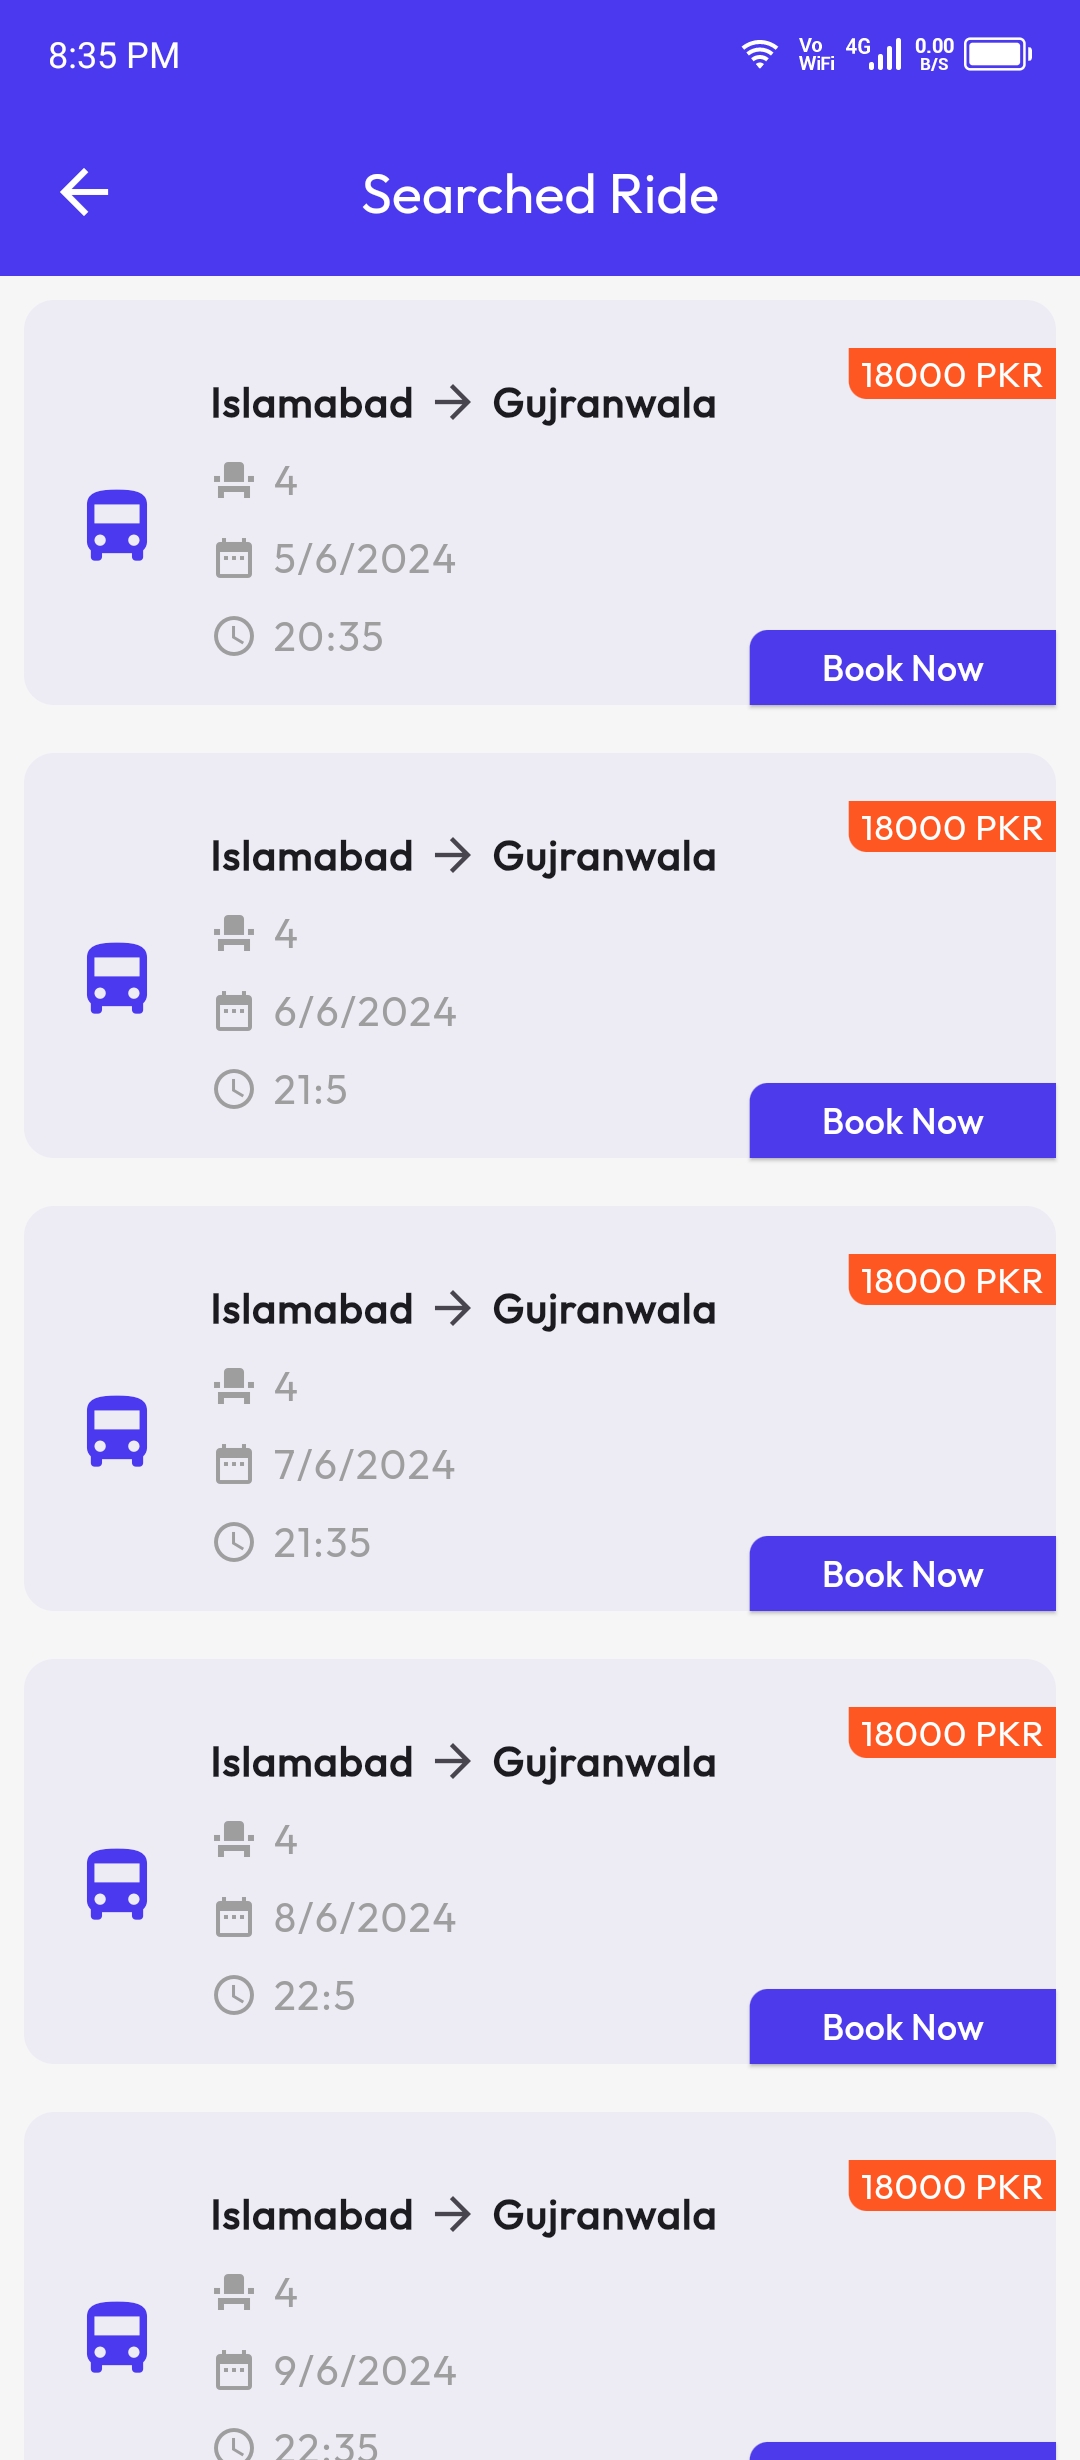 8:35 PM
Vo WiFi 4G 0.00 B/S
Searched Ride
18000 PKR
Islamabad → Gujranwala
4
5/6/2024
20:35
Book Now
18000 PKR
Islamabad → Gujranwala
4
6/6/2024
21:5
Book Now
18000 PKR
Islamabad → Gujranwala
4
7/6/2024
21:35
Book Now
18000 PKR
Islamabad → Gujranwala
4
8/6/2024
22:5
Book Now
18000 PKR
Islamabad → Gujranwala
4
9/6/2024
22:35